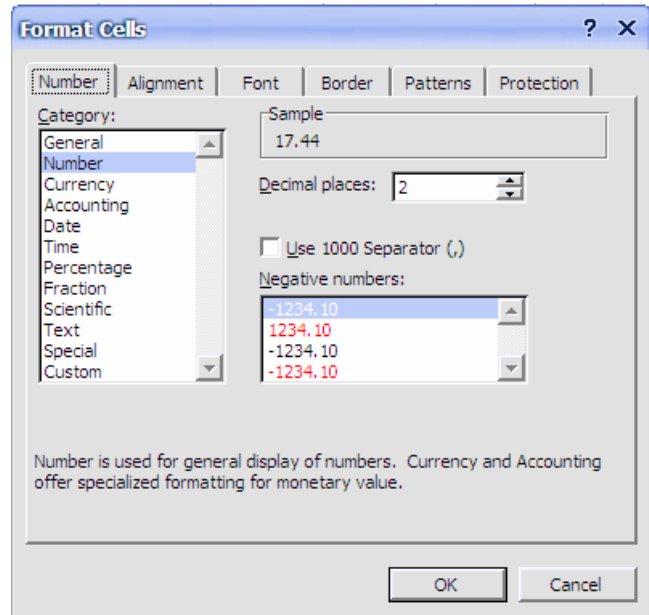 Format Cells
Number Alignment Font Border Patterns Protection
Category:
General
Number
Currency
Accounting
Date
Time
Percentage
Fraction
Scientific
Text
Special
Custom
Sample
17.44
Decimal places: 2
Use 1000 Separator (,)
Negative numbers:
-1234.10
1234.10
-1234.10
-1234.10
Number is used for general display of numbers. Currency and Accounting
offer specialized formatting for monetary value.
OK Cancel